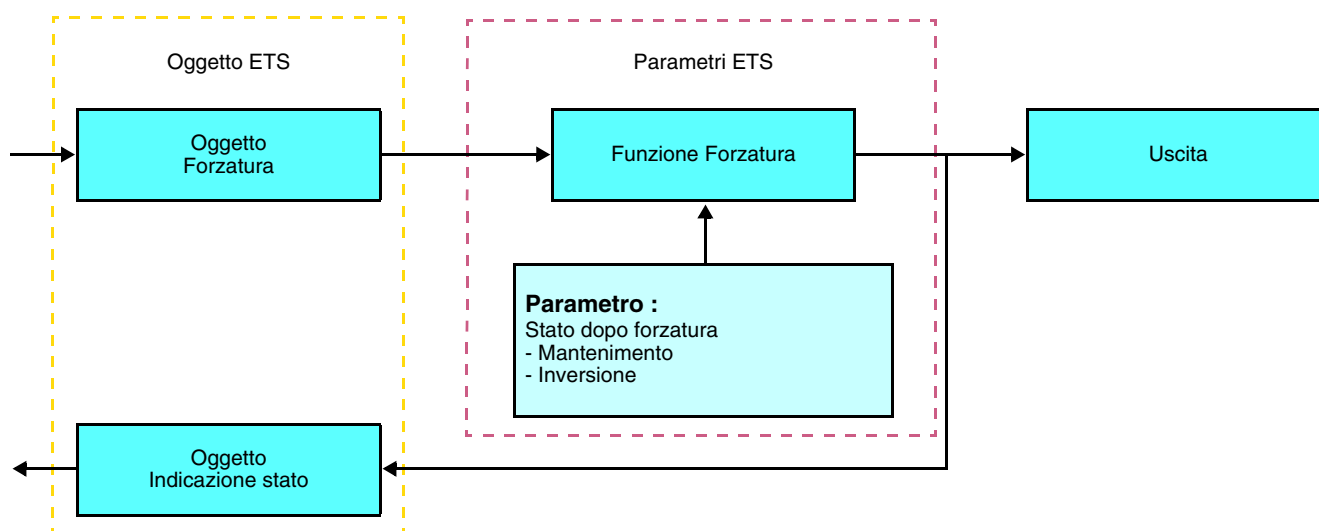 Oggetto ETS
Parametri ETS
Oggetto
Forzatura
Funzione Forzatura
Uscita
Parametro :
Stato dopo forzatura
- Mantenimento
- Inversione
Oggetto
Indicazione stato